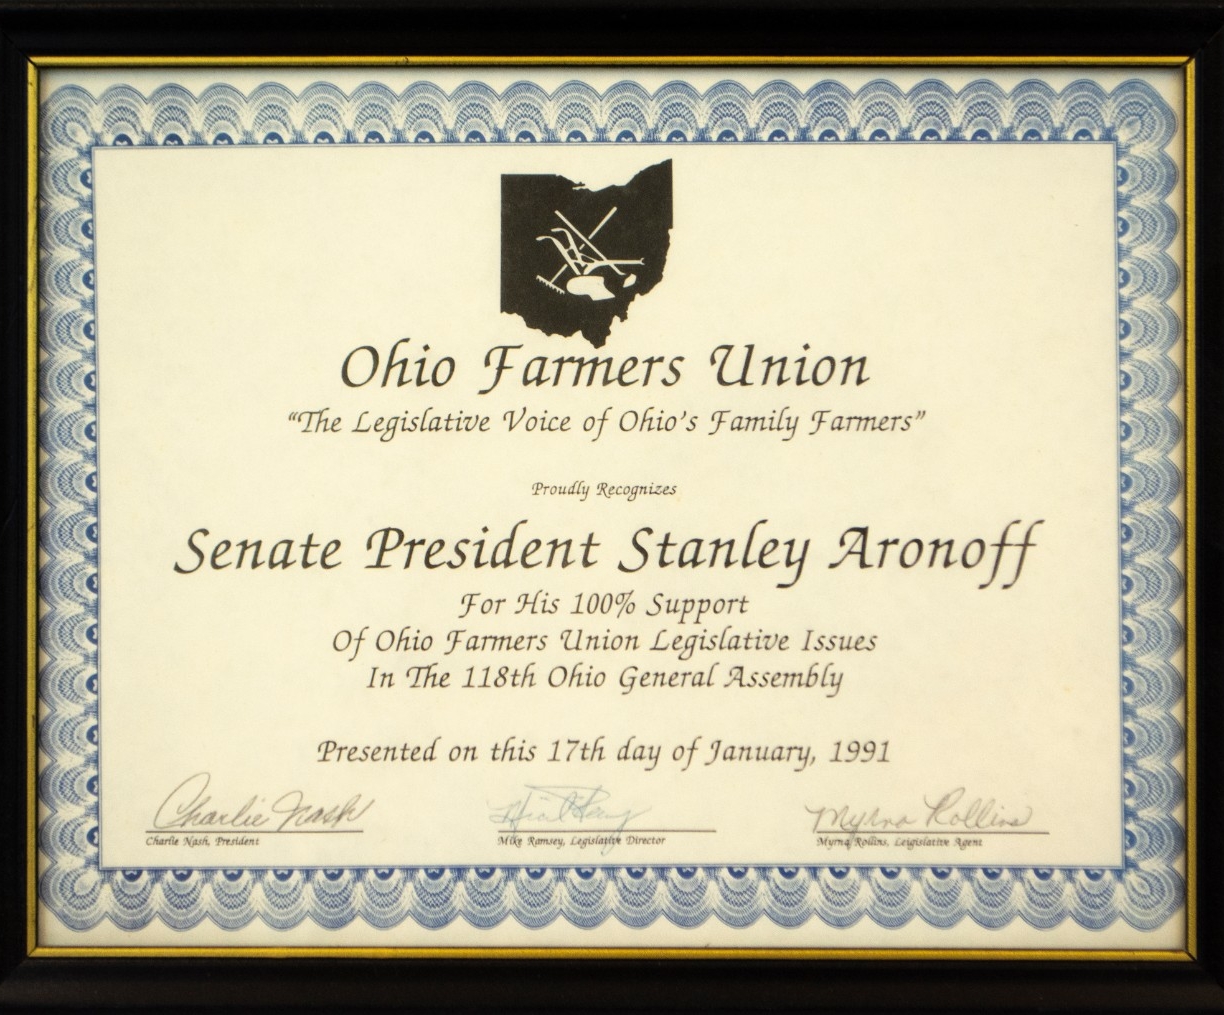 Ohio Farmers Union
“The Legislative Voice of Ohio's Family Farmers”
Proudly Recognizes
Senate President Stanley Aronoff
For His 100% Support
Of Ohio Farmers Union Legislative Issues
In The 118th Ohio General Assembly
Presented on this 17th day of January, 1991
Charlie Nash
Myrna Rollins
Charlie Nash, President
Mike Ramsey, Legislative Director
Myrna Rollins, Leigislative Agent